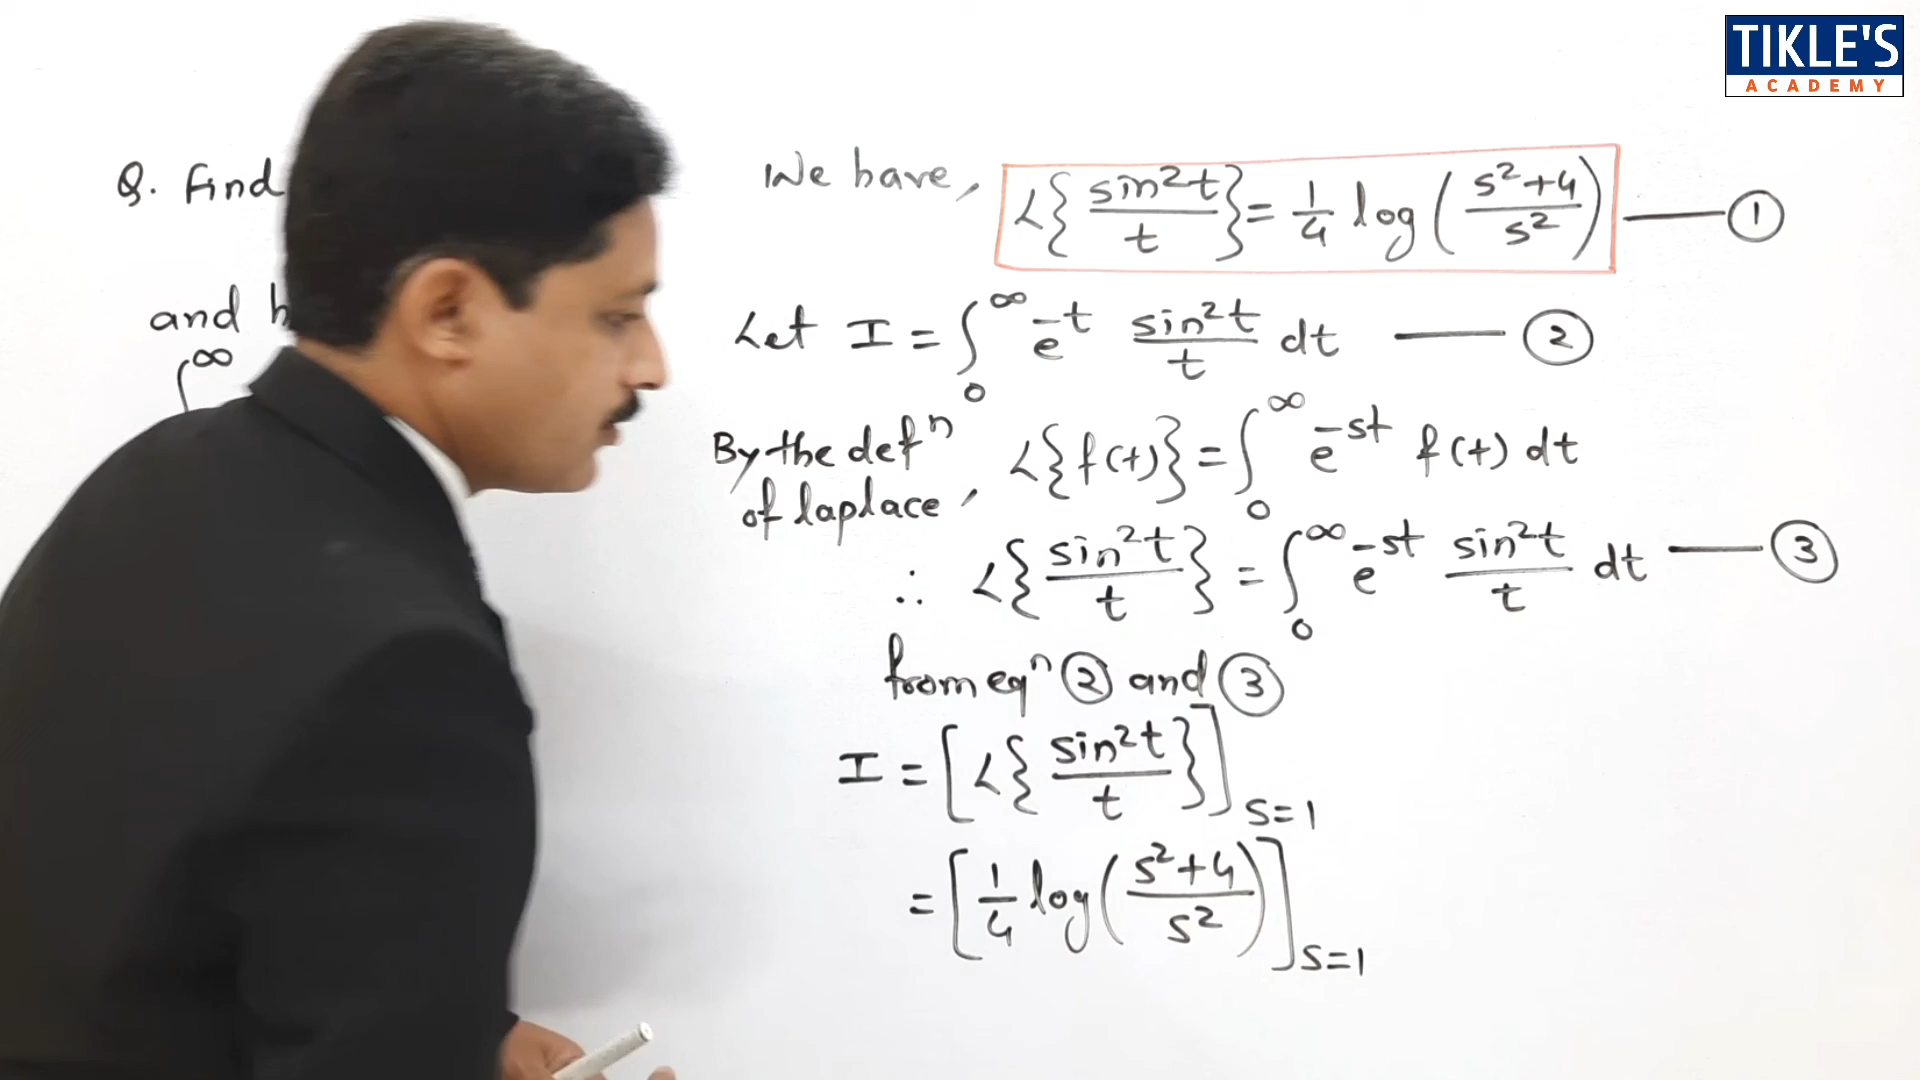 TIKLE'S
ACADEMY
Q. Find
and
∫₀^∞
We have, L{ sin²t / t } = 1/4 log( (s²+4) / s² ) —— ①
Let I = ∫₀^∞ e^-t sin²t / t dt —— ②
By the defⁿ of laplace, L{f(t)} = ∫₀^∞ e^-st f(t) dt
∴ L{ sin²t / t } = ∫₀^∞ e^-st sin²t / t dt —— ③
from eqⁿ ② and ③
I = [ L{ sin²t / t } ] s=1
= [ 1/4 log( (s²+4) / s² ) ] s=1